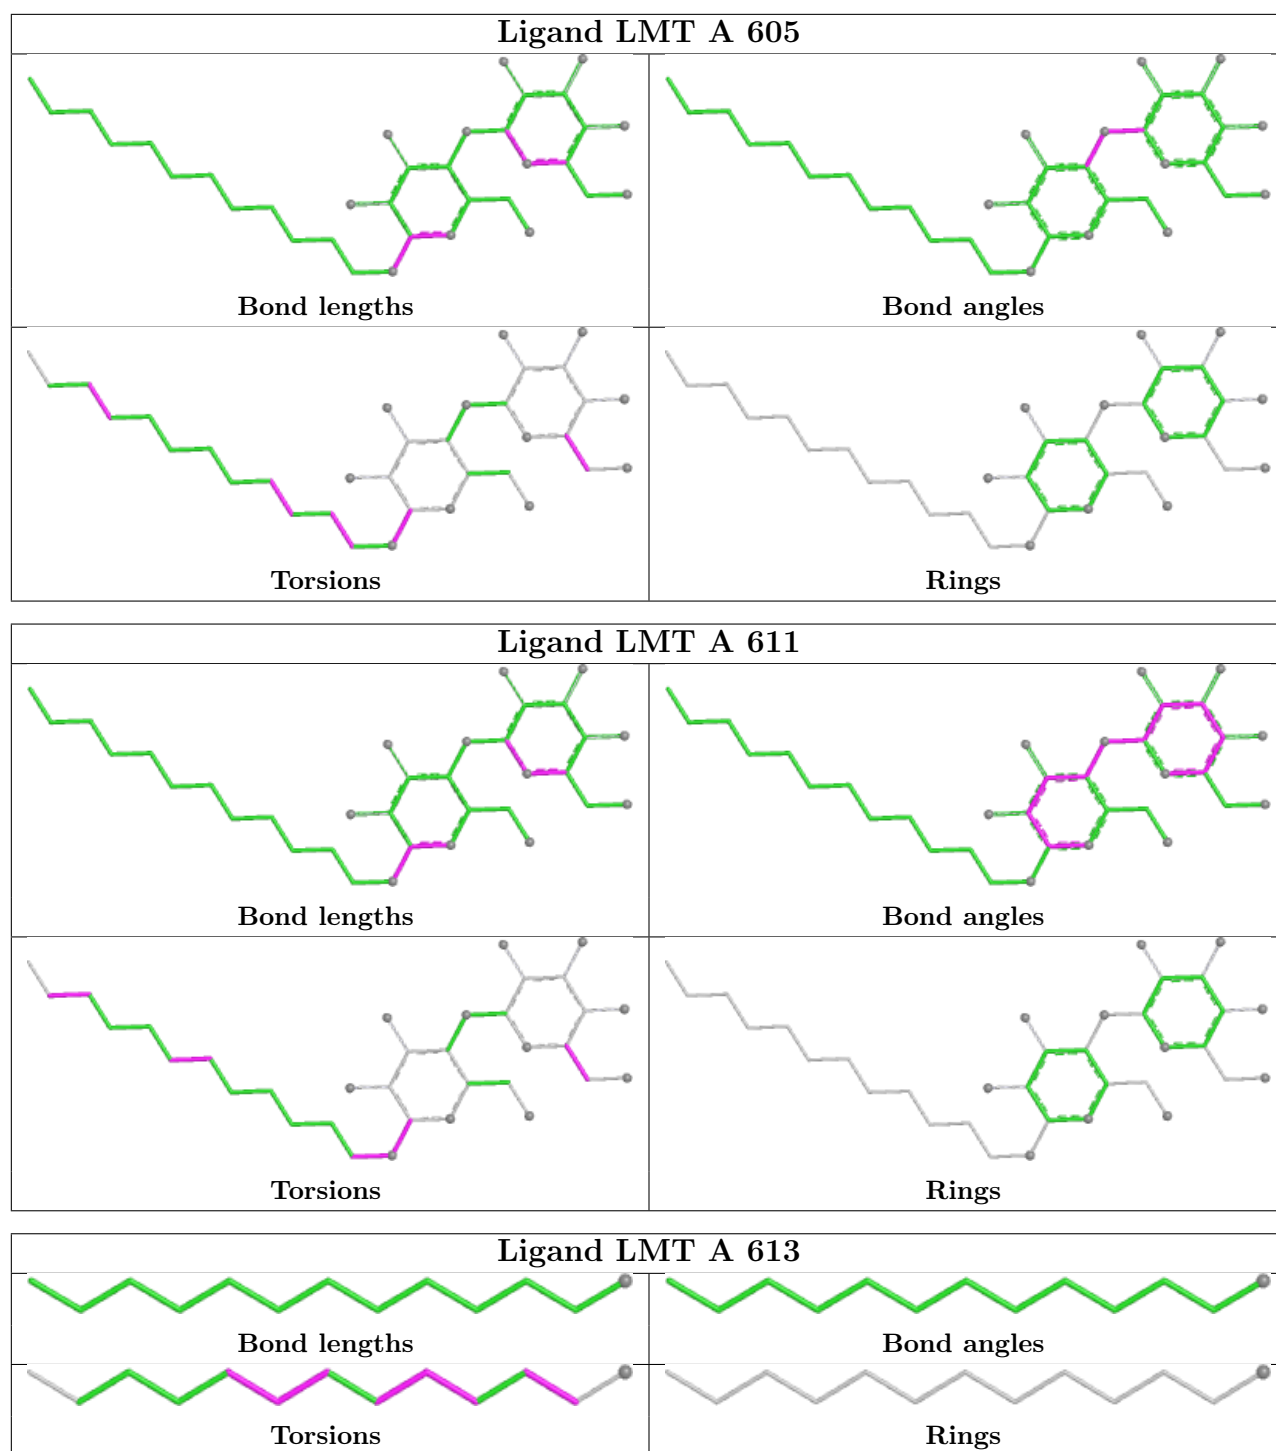 Ligand LMT A 605
Bond lengths
Bond angles
Torsions
Rings
Ligand LMT A 611
Bond lengths
Bond angles
Torsions
Rings
Ligand LMT A 613
Bond lengths
Bond angles
Torsions
Rings